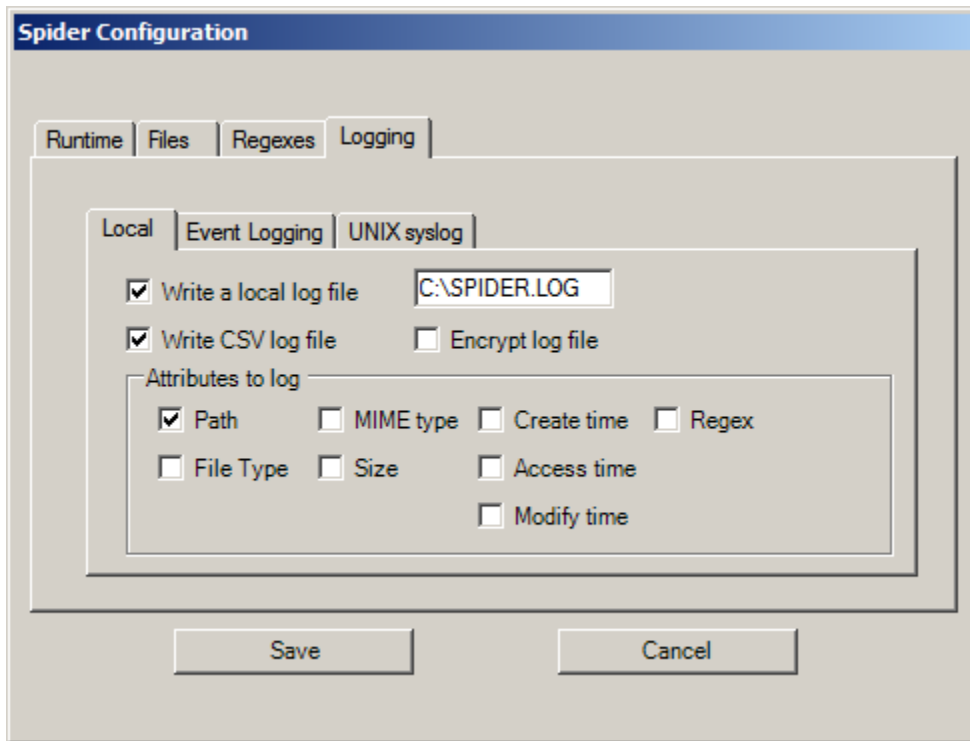 Spider Configuration
Runtime Files Regexes Logging
Local Event Logging UNIX syslog
Write a local log file C:\SPIDER.LOG
Write CSV log file Encrypt log file
Attributes to log
Path MIME type Create time Regex
File Type Size Access time
Modify time
Save Cancel